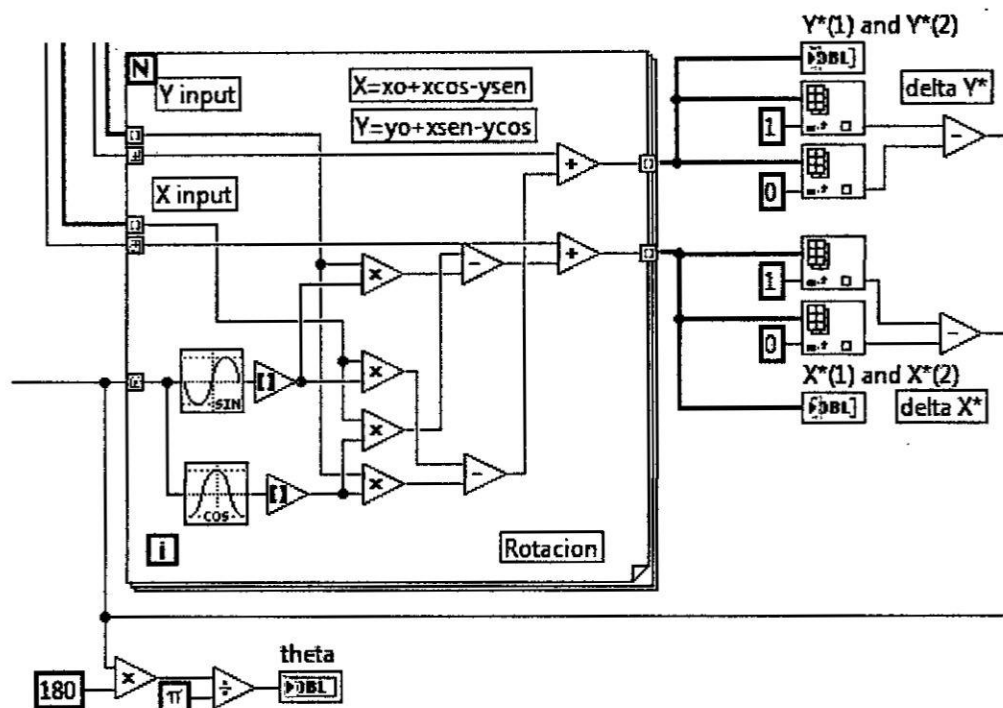 Y*(1) and Y*(2)
DBL]
delta Y*
N
Y input
X=xo+xcos-ysen
Y=yo+xsen-ycos
1
0
X input
+
-
+
-
x
1
0
-
x
SIN
[]
x
X*(1) and X*(2)
DBL]
delta X*
COS
[]
x
-
i
Rotacion
theta
180
x
π
÷
DBL